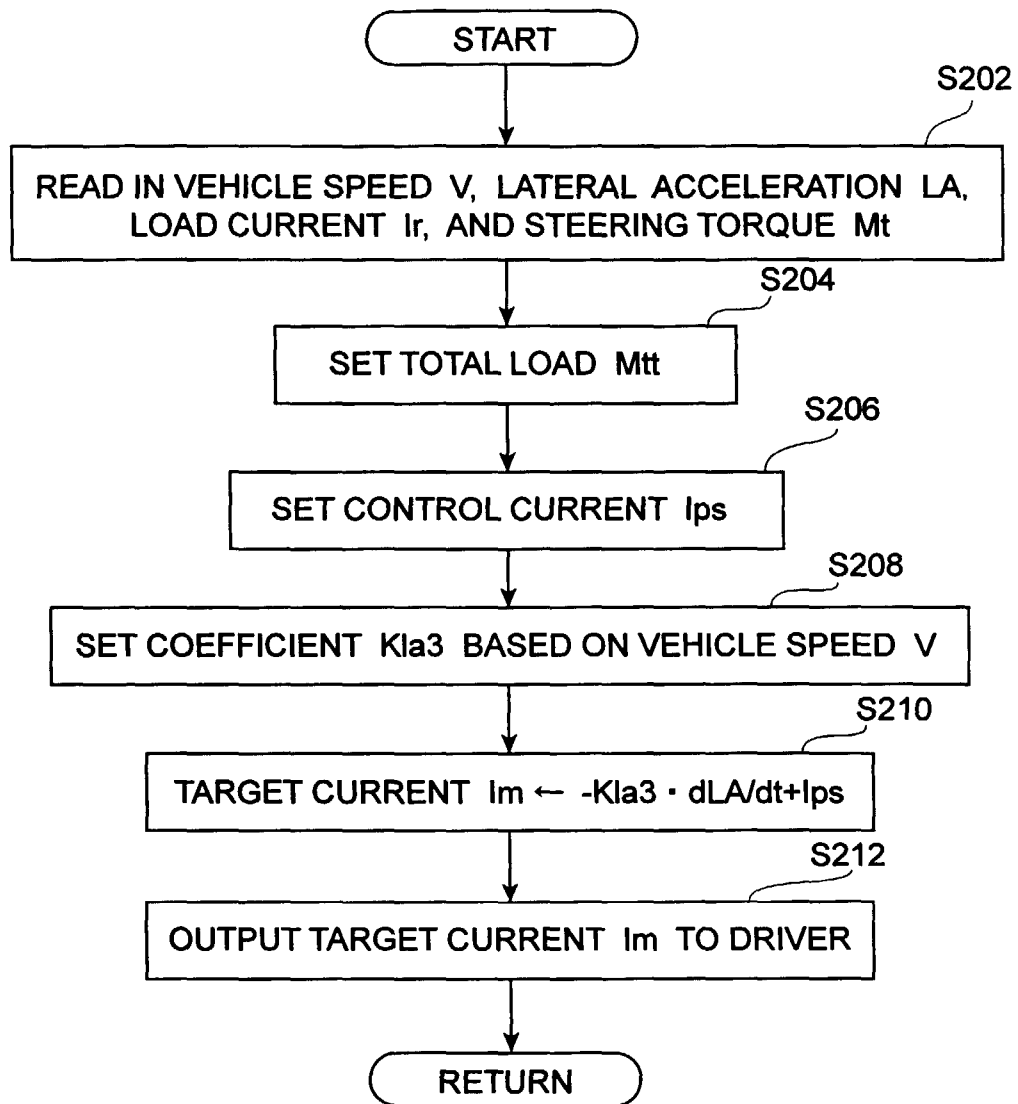 START
S202
READ IN VEHICLE SPEED V, LATERAL ACCELERATION LA,
LOAD CURRENT Ir, AND STEERING TORQUE Mt
S204
SET TOTAL LOAD Mtt
S206
SET CONTROL CURRENT Ips
S208
SET COEFFICIENT Kla3 BASED ON VEHICLE SPEED V
S210
TARGET CURRENT Im ← -Kla3・dLA/dt+Ips
S212
OUTPUT TARGET CURRENT Im TO DRIVER
RETURN